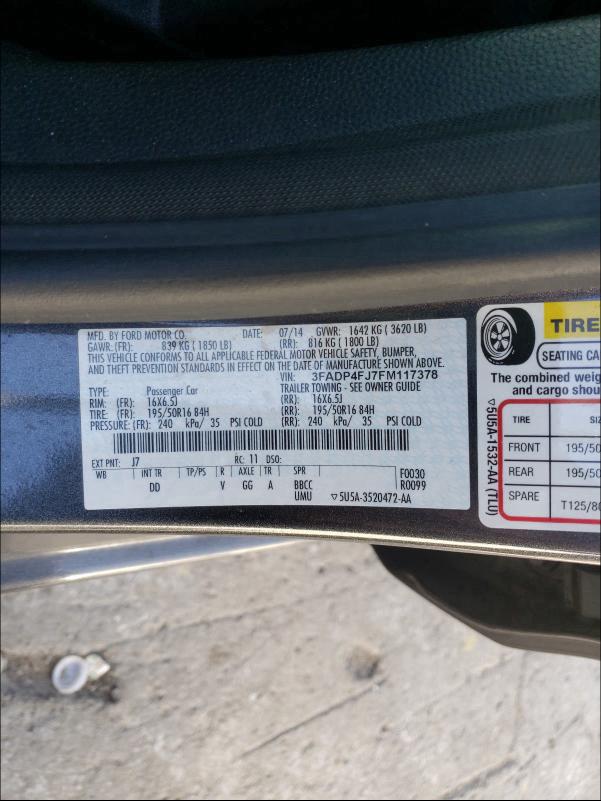 MFD. BY FORD MOTOR CO. DATE: 07/14 GVWR: 1642 KG ( 3620 LB)
GAWR: (FR): 839 KG ( 1850 LB) (RR): 816 KG ( 1800 LB)
THIS VEHICLE CONFORMS TO ALL APPLICABLE FEDERAL MOTOR VEHICLE SAFETY, BUMPER,
AND THEFT PREVENTION STANDARDS IN EFFECT ON THE DATE OF MANUFACTURE SHOWN ABOVE.
VIN: 3FADP4FJ7FM117378
TYPE: Passenger Car TRAILER TOWING - SEE OWNER GUIDE
RIM: (FR): 16X6.5J (RR): 16X6.5J
TIRE: (FR): 195/50R16 84H (RR): 195/50R16 84H
PRESSURE: (FR): 240 kPa/ 35 PSI COLD (RR): 240 kPa/ 35 PSI COLD
EXT PNT: J7 RC: 11 DSO:
WB INT TR TP/PS R AXLE TR SPR F0030
DD V GG A BBCC R0099
UMU ▽5U5A-3520472-AA
TIRE
SEATING CA
The combined weig
and cargo shou
TIRE S
FRONT 195/50
REAR 195/50
SPARE T125/80
▽5U5A-1532-AA (TLU)